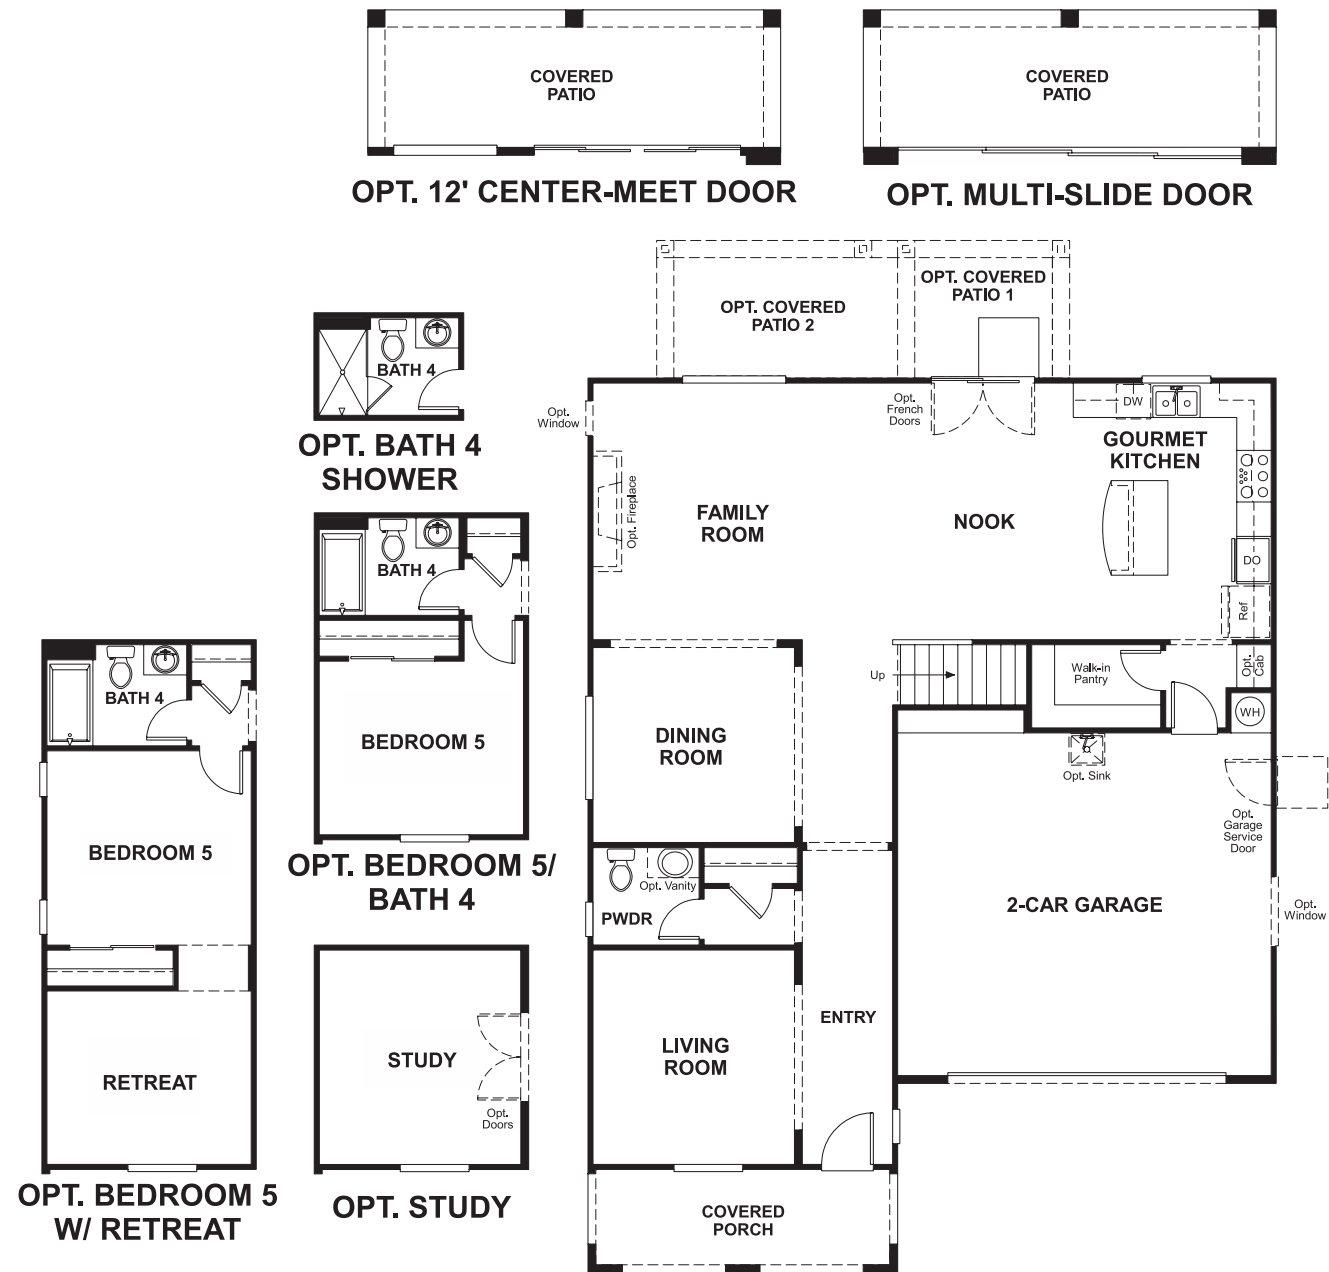 COVERED
PATIO
OPT. 12' CENTER-MEET DOOR
COVERED
PATIO
OPT. MULTI-SLIDE DOOR
BATH 4
OPT. BATH 4
SHOWER
BATH 4
BEDROOM 5
OPT. BEDROOM 5/
BATH 4
BATH 4
BEDROOM 5
RETREAT
OPT. BEDROOM 5
W/ RETREAT
STUDY
Opt.
Doors
OPT. STUDY
OPT. COVERED
PATIO 2
OPT. COVERED
PATIO 1
Opt.
Window
Opt.
French
Doors
DW
GOURMET
KITCHEN
Opt. Fireplace
FAMILY
ROOM
NOOK
DO
Ref
Up
Walk-in
Pantry
Opt.
Cab
WH
DINING
ROOM
Opt. Sink
Opt.
Garage
Service
Door
Opt. Vanity
PWDR
2-CAR GARAGE
Opt.
Window
LIVING
ROOM
ENTRY
COVERED
PORCH